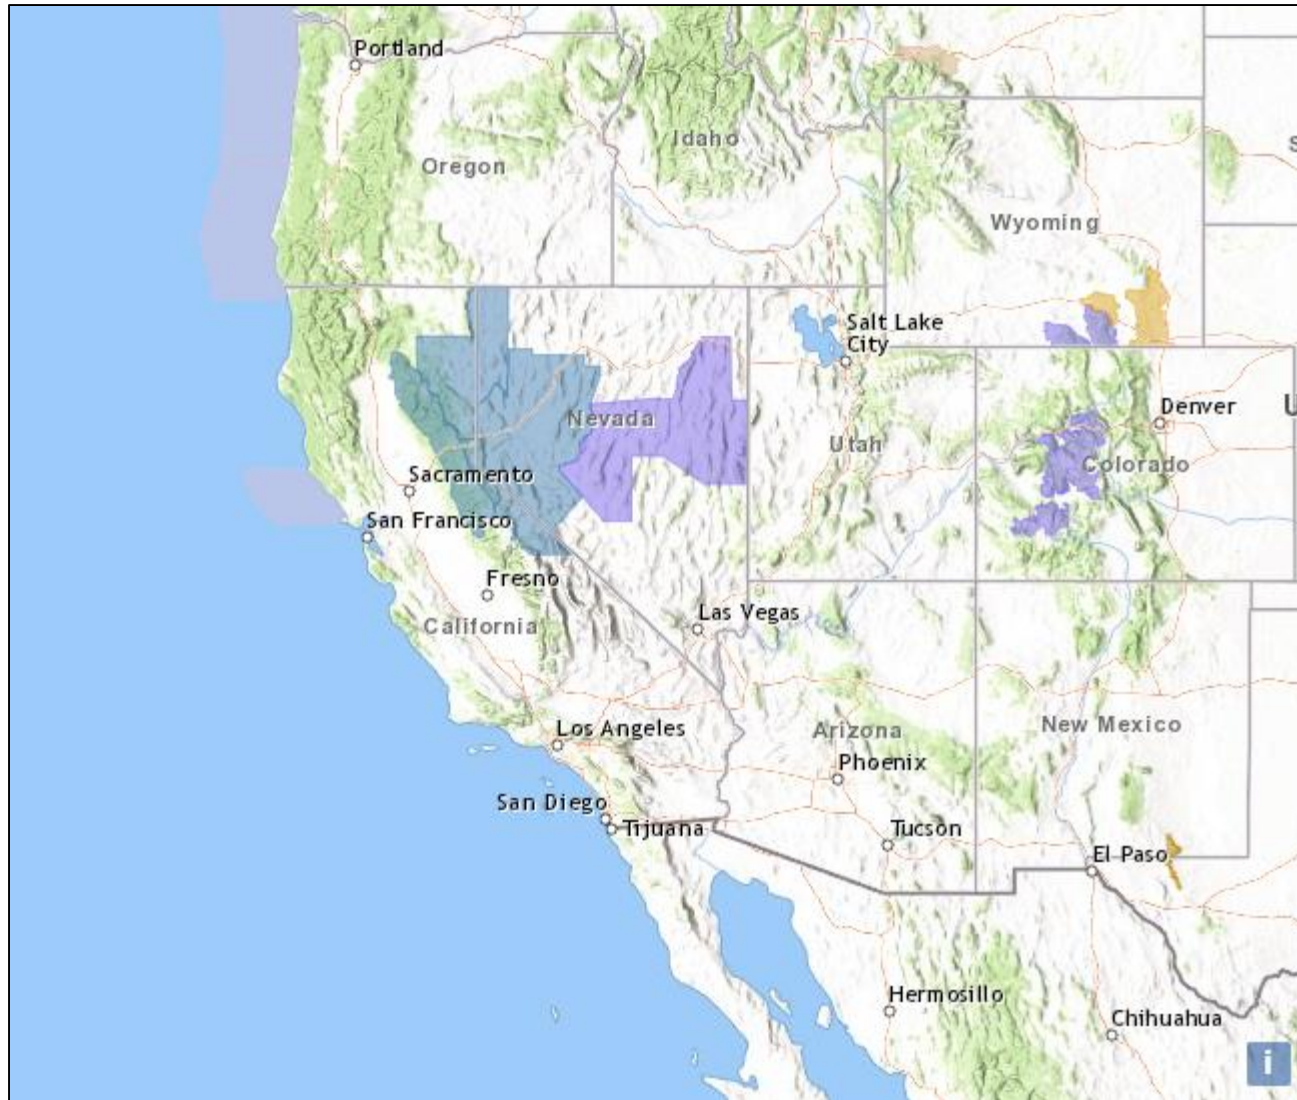 Portland
Idaho
S
Oregon
Wyoming
Salt Lake
City
Denver
U
Nevada
Utah
Colorado
Sacramento
San Francisco
Fresno
California
Las Vegas
Los Angeles
Arizona
New Mexico
Phoenix
San Diego
Tijuana
Tucson
El Paso
Hermosillo
Chihuahua
i